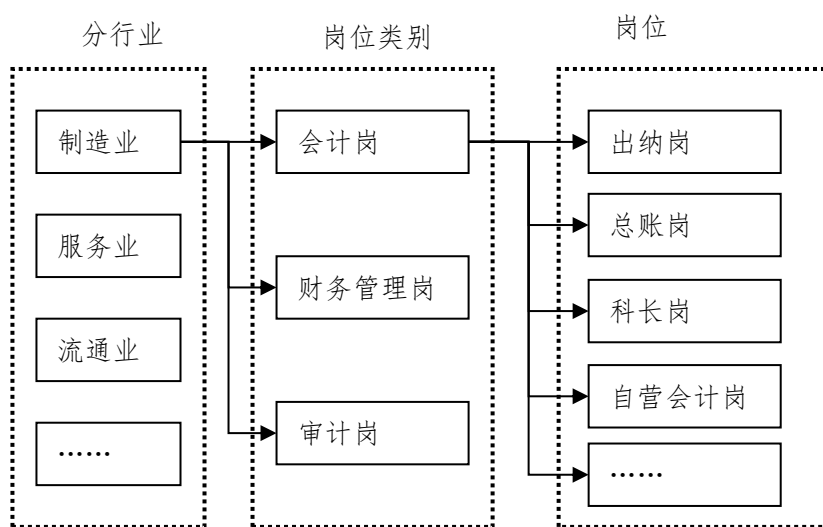 分行业
岗位类别
岗位
制造业
会计岗
出纳岗
服务业
总账岗
财务管理岗
科长岗
流通业
自营会计岗
审计岗
……
……